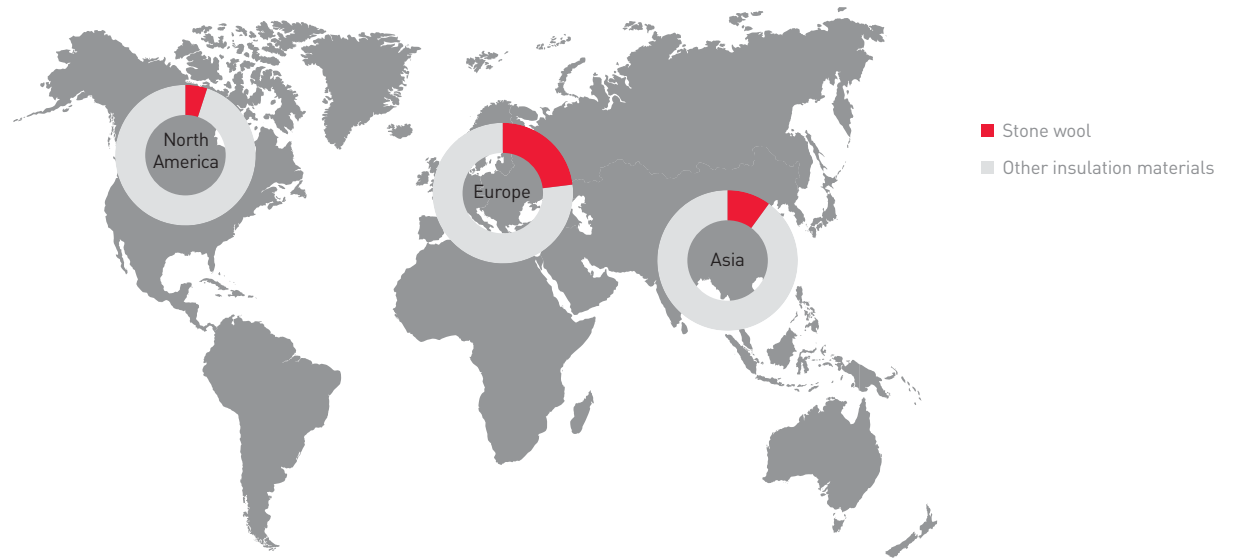 North
America
Europe
Asia
Stone wool
Other insulation materials